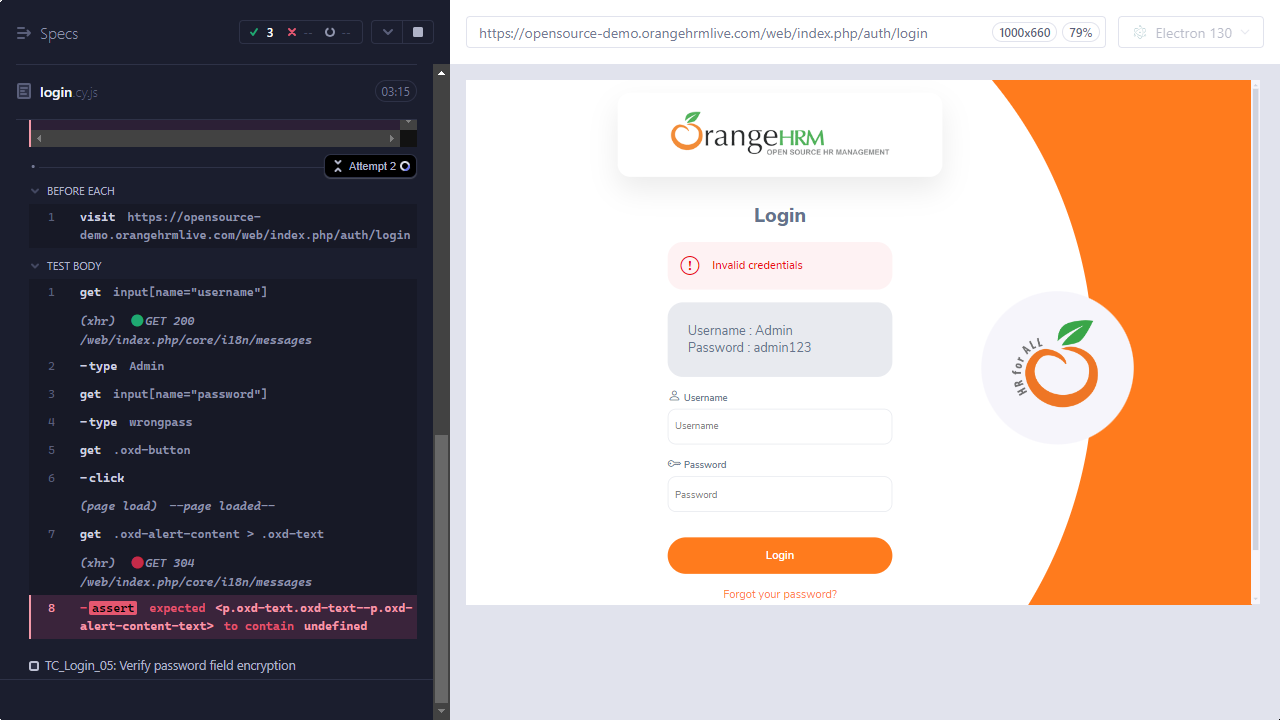 Specs
3
--
--
login.cy.js
03:15
Attempt 2
BEFORE EACH
1 visit https://opensource-
demo.orangehrmlive.com/web/index.php/auth/login
TEST BODY
1 get input[name="username"]
(xhr) GET 200
/web/index.php/core/i18n/messages
2 -type Admin
3 get input[name="password"]
4 -type wrongpass
5 get .oxd-button
6 -click
(page load) --page loaded--
7 get .oxd-alert-content > .oxd-text
(xhr) GET 304
/web/index.php/core/i18n/messages
8 -assert expected <p.oxd-text.oxd-text--p.oxd-
alert-content-text> to contain undefined
TC_Login_05: Verify password field encryption
https://opensource-demo.orangehrmlive.com/web/index.php/auth/login
1000x660
79%
Electron 130
OrangeHRM
OPEN SOURCE HR MANAGEMENT
Login
Invalid credentials
Username : Admin
Password : admin123
Username
Username
Password
Password
Login
Forgot your password?
HR for ALL